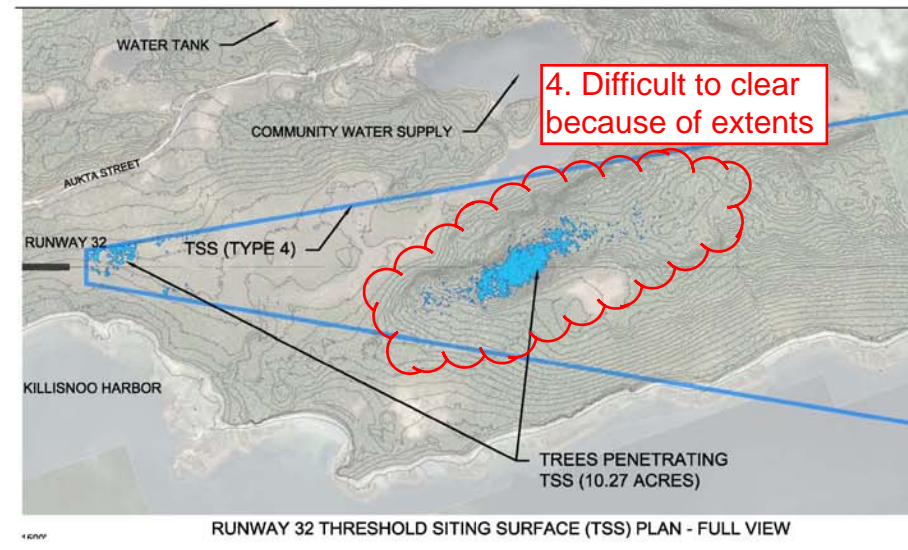 WATER TANK
4. Difficult to clear
because of extents
COMMUNITY WATER SUPPLY
AUKTA STREET
RUNWAY 32
TSS (TYPE 4)
KILLISNOO HARBOR
TREES PENETRATING
TSS (10.27 ACRES)
RUNWAY 32 THRESHOLD SITING SURFACE (TSS) PLAN - FULL VIEW